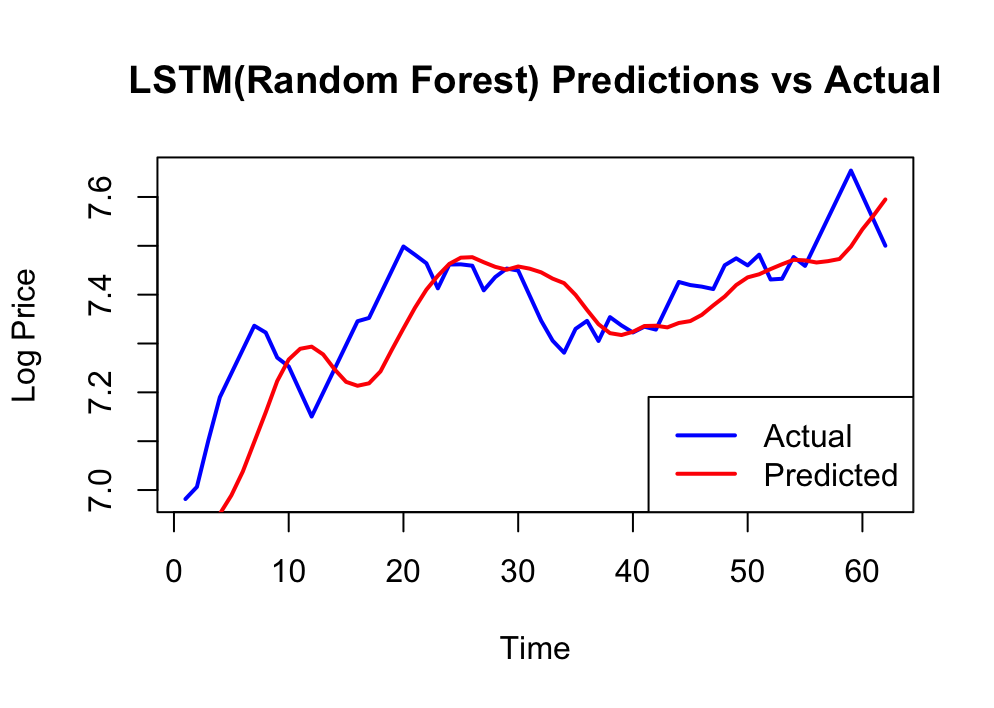 LSTM(Random Forest) Predictions vs Actual
Log Price
7.6
7.4
7.2
7.0
Actual
Predicted
0 10 20 30 40 50 60
Time